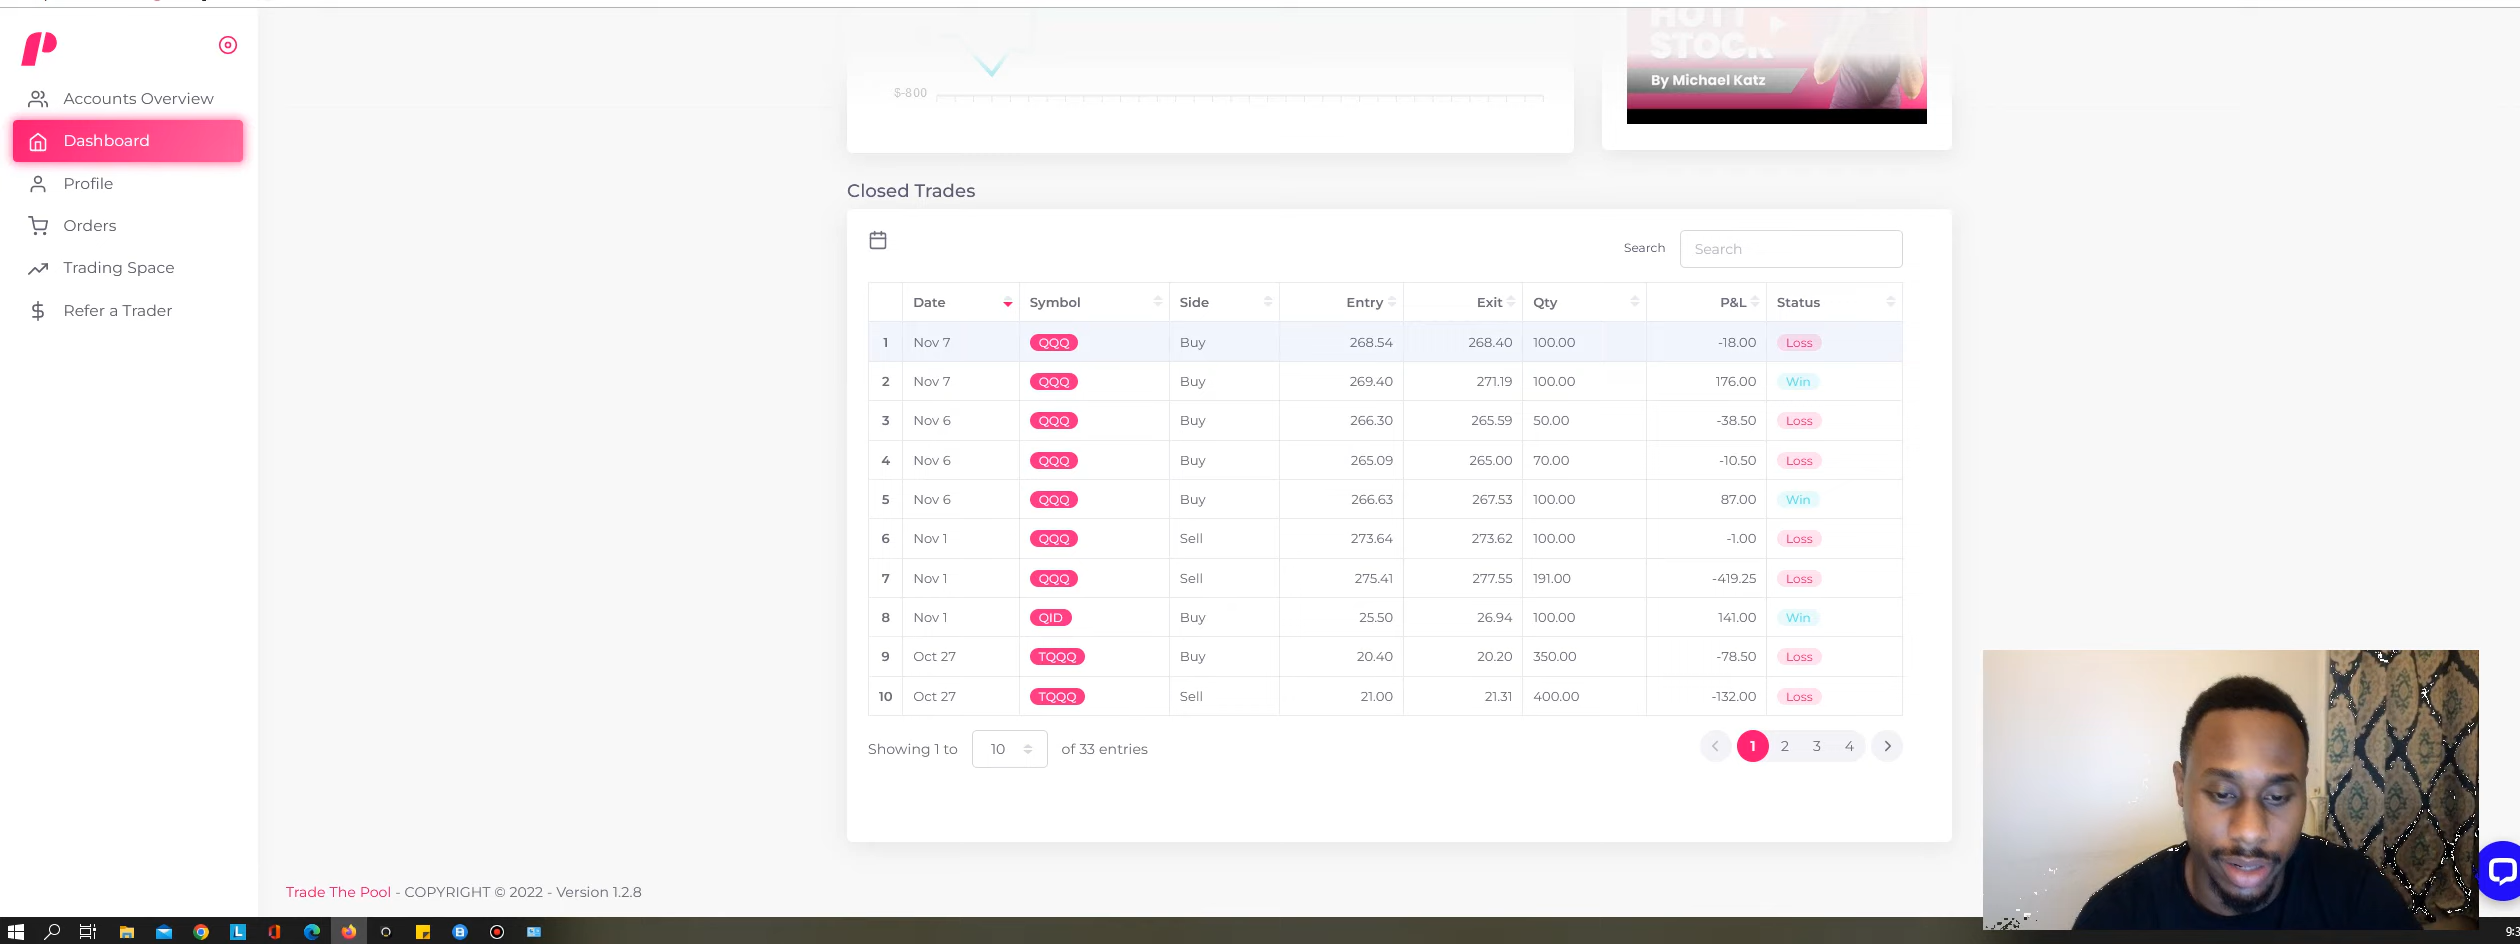 HOT
STOCK
By Michael Katz
$-800
Accounts Overview
Dashboard
Profile
Orders
Trading Space
Refer a Trader
Closed Trades
Search Search
Date Symbol Side Entry Exit Qty P&L Status
1 Nov 7 QQQ Buy 268.54 268.40 100.00 -18.00 Loss
2 Nov 7 QQQ Buy 269.40 271.19 100.00 176.00 Win
3 Nov 6 QQQ Buy 266.30 265.59 50.00 -38.50 Loss
4 Nov 6 QQQ Buy 265.09 265.00 70.00 -10.50 Loss
5 Nov 6 QQQ Buy 266.63 267.53 100.00 87.00 Win
6 Nov 1 QQQ Sell 273.64 273.62 100.00 -1.00 Loss
7 Nov 1 QQQ Sell 275.41 277.55 191.00 -419.25 Loss
8 Nov 1 QID Buy 25.50 26.94 100.00 141.00 Win
9 Oct 27 TQQQ Buy 20.40 20.20 350.00 -78.50 Loss
10 Oct 27 TQQQ Sell 21.00 21.31 400.00 -132.00 Loss
Showing 1 to 10 of 33 entries
1 2 3 4
Trade The Pool - COPYRIGHT © 2022 - Version 1.2.8